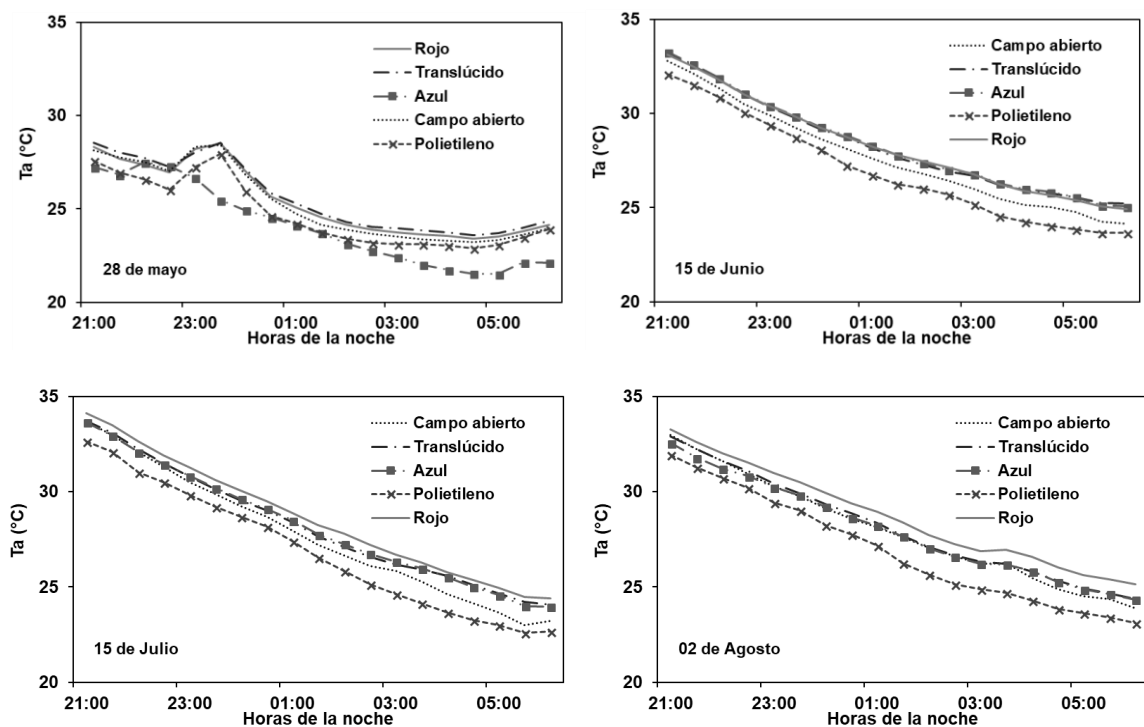 35
30
25
20
Ta (°C)
Rojo
Translúcido
Azul
Campo abierto
Polietileno
28 de mayo
21:00 23:00 01:00 03:00 05:00
Horas de la noche
35
30
25
20
Ta (°C)
Campo abierto
Translúcido
Azul
Polietileno
Rojo
15 de Junio
21:00 23:00 01:00 03:00 05:00
Horas de la noche
35
30
25
20
Ta (°C)
Campo abierto
Translúcido
Azul
Polietileno
Rojo
15 de Julio
21:00 23:00 01:00 03:00 05:00
Horas de la noche
35
30
25
20
Ta (°C)
Campo abierto
Translúcido
Azul
Polietileno
Rojo
02 de Agosto
21:00 23:00 01:00 03:00 05:00
Horas de la noche